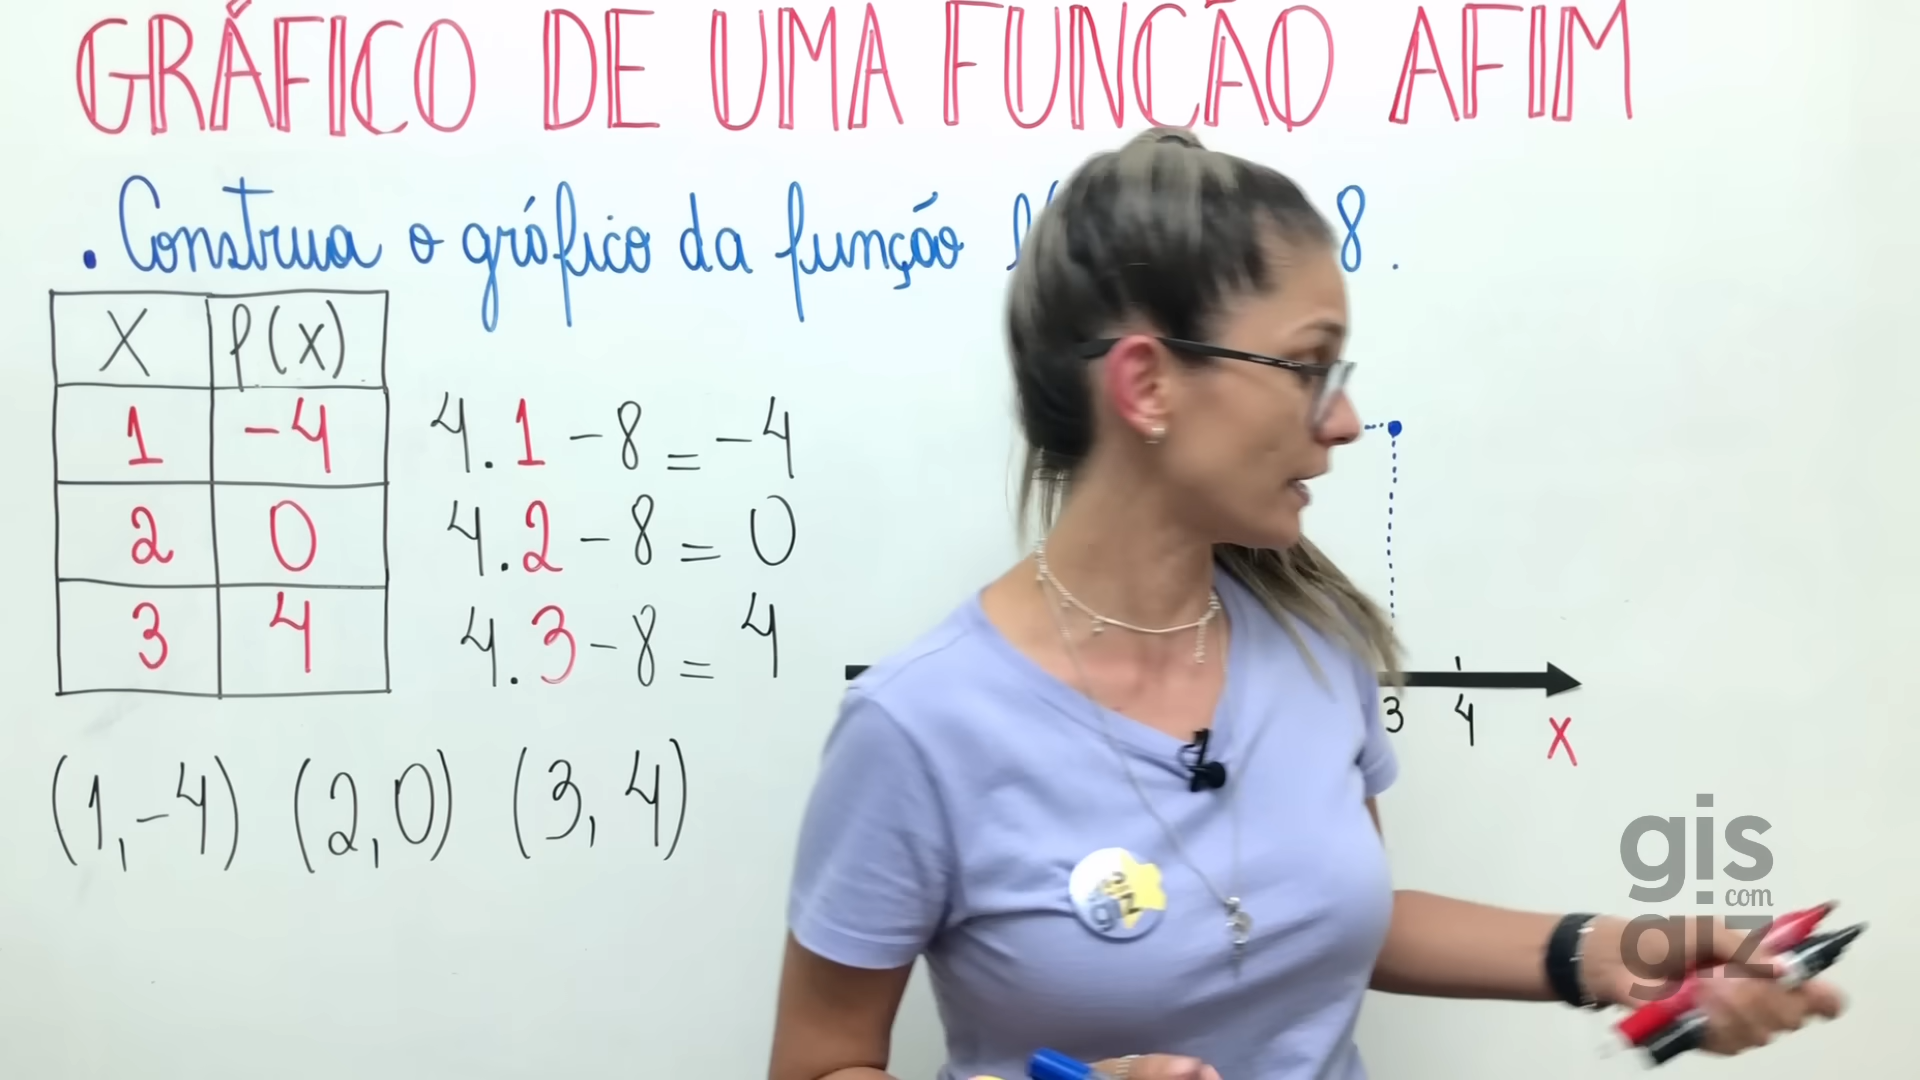 GRÁFICO DE UMA FUNÇÃO AFIM
. Construa o gráfico da função 8.
X f(x)
1 -4 4.1-8=-4
2 0 4.2-8=0
3 4 4.3-8=4
3 4
X
(1,-4) (2,0) (3,4)
gis
com
giz